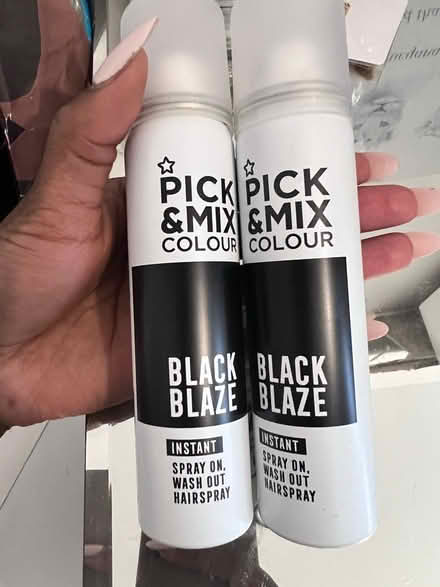 PICK
&MIX
COLOUR
BLACK
BLAZE
INSTANT
SPRAY ON,
WASH OUT
HAIRSPRAY
PICK
&MIX
COLOUR
BLACK
BLAZE
INSTANT
SPRAY ON,
WASH OUT
HAIRSPRAY